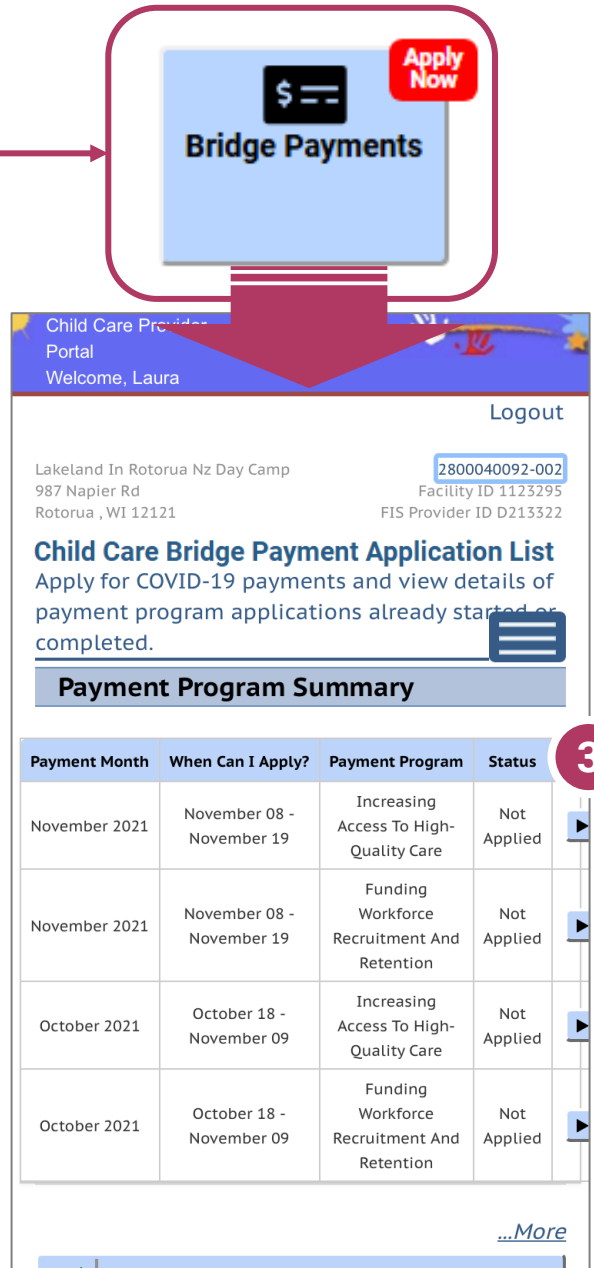 Apply
Now
$
Bridge Payments
Child Care Provider
Portal
Welcome, Laura
Logout
Lakeland In Rotorua Nz Day Camp
2800040092-002
987 Napier Rd
Facility ID 1123295
Rotorua , WI 12121
FIS Provider ID D213322
Child Care Bridge Payment Application List
Apply for COVID-19 payments and view details of
payment program applications already started or
completed.
Payment Program Summary
Payment Month When Can I Apply? Payment Program Status
3
November 2021
November 08 -
November 19
Increasing
Access To High-
Quality Care
Not
Applied
November 2021
November 08 -
November 19
Funding
Workforce
Recruitment And
Retention
Not
Applied
October 2021
October 18 -
November 09
Increasing
Access To High-
Quality Care
Not
Applied
October 2021
October 18 -
November 09
Funding
Workforce
Recruitment And
Retention
Not
Applied
...More